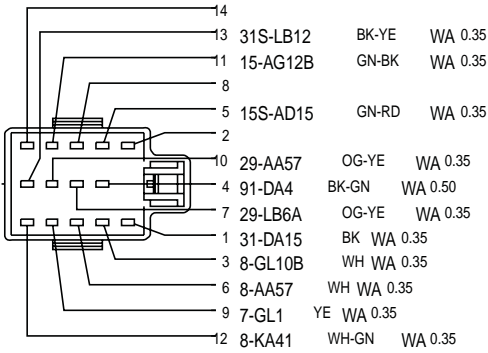 14
13 31S-LB12 BK-YE WA 0.35
11 15-AG12B GN-BK WA 0.35
8
5 15S-AD15 GN-RD WA 0.35
2
10 29-AA57 OG-YE WA 0.35
4 91-DA4 BK-GN WA 0.50
7 29-LB6A OG-YE WA 0.35
1 31-DA15 BK WA 0.35
3 8-GL10B WH WA 0.35
6 8-AA57 WH WA 0.35
9 7-GL1 YE WA 0.35
12 8-KA41 WH-GN WA 0.35